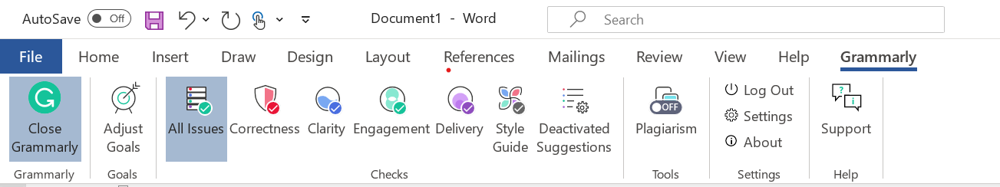 AutoSave Off Document1 - Word Search
File Home Insert Draw Design Layout References Mailings Review View Help Grammarly
Close Grammarly
Adjust Goals
All Issues
Correctness
Clarity
Engagement
Delivery
Style Guide
Deactivated Suggestions
OFF
Plagiarism
Log Out
Settings
About
Support
Grammarly Goals Checks Tools Settings Help